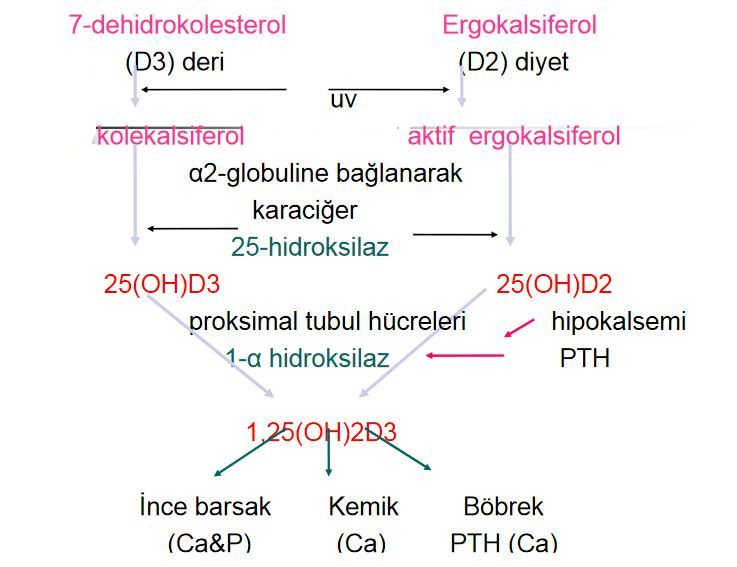 7-dehidrokolesterol Ergokalsiferol
(D3) deri (D2) diyet
uv
kolekalsiferol aktif ergokalsiferol
α2-globuline bağlanarak
karaciğer
25-hidroksilaz
25(OH)D3 25(OH)D2
proksimal tubul hücreleri hipokalsemi
1-α hidroksilaz PTH
1,25(OH)2D3
İnce barsak Kemik Böbrek
(Ca&P) (Ca) PTH (Ca)